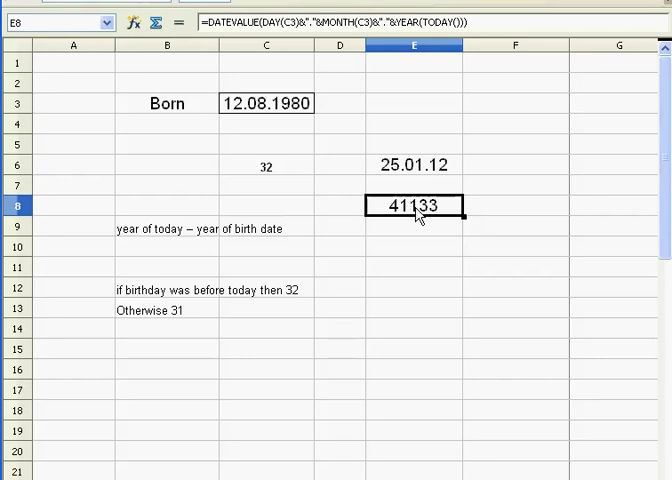 E8 =DATEVALUE(DAY(C3)&"."&MONTH(C3)&"."&YEAR(TODAY()))
A B C D E F G
1
2
3 Born 12.08.1980
4
5
6 32 25.01.12
7
8 41133
9 year of today – year of birth date
10
11
12 if birthday was before today then 32
13 Otherwise 31
14
15
16
17
18
19
20
21